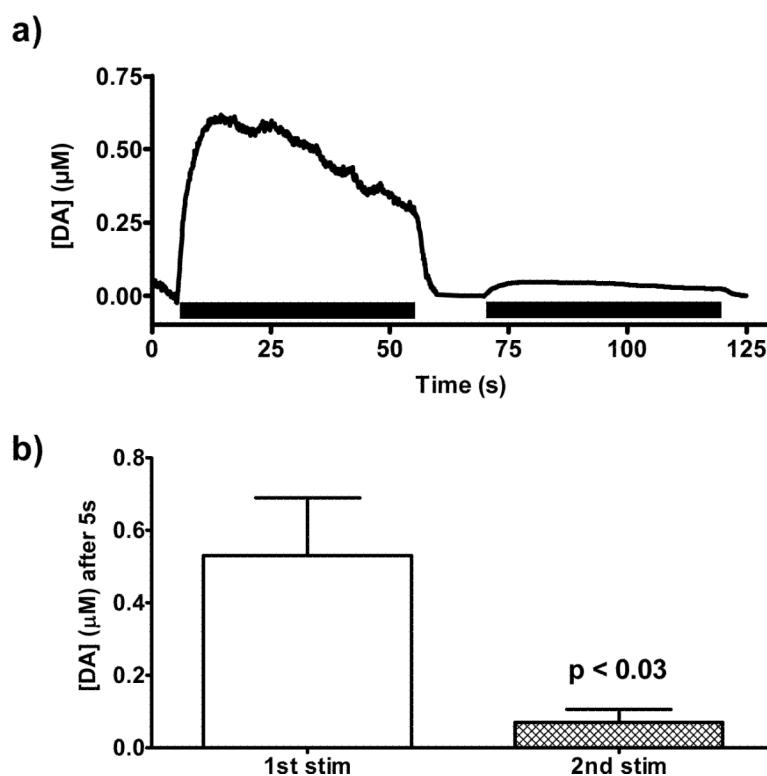 a)
0.75
0.50
0.25
0.00
[DA] (µM)
0 25 50 75 100 125
Time (s)
b)
0.8
0.6
0.4
0.2
0.0
[DA] (µM) after 5s
p < 0.03
1st stim 2nd stim